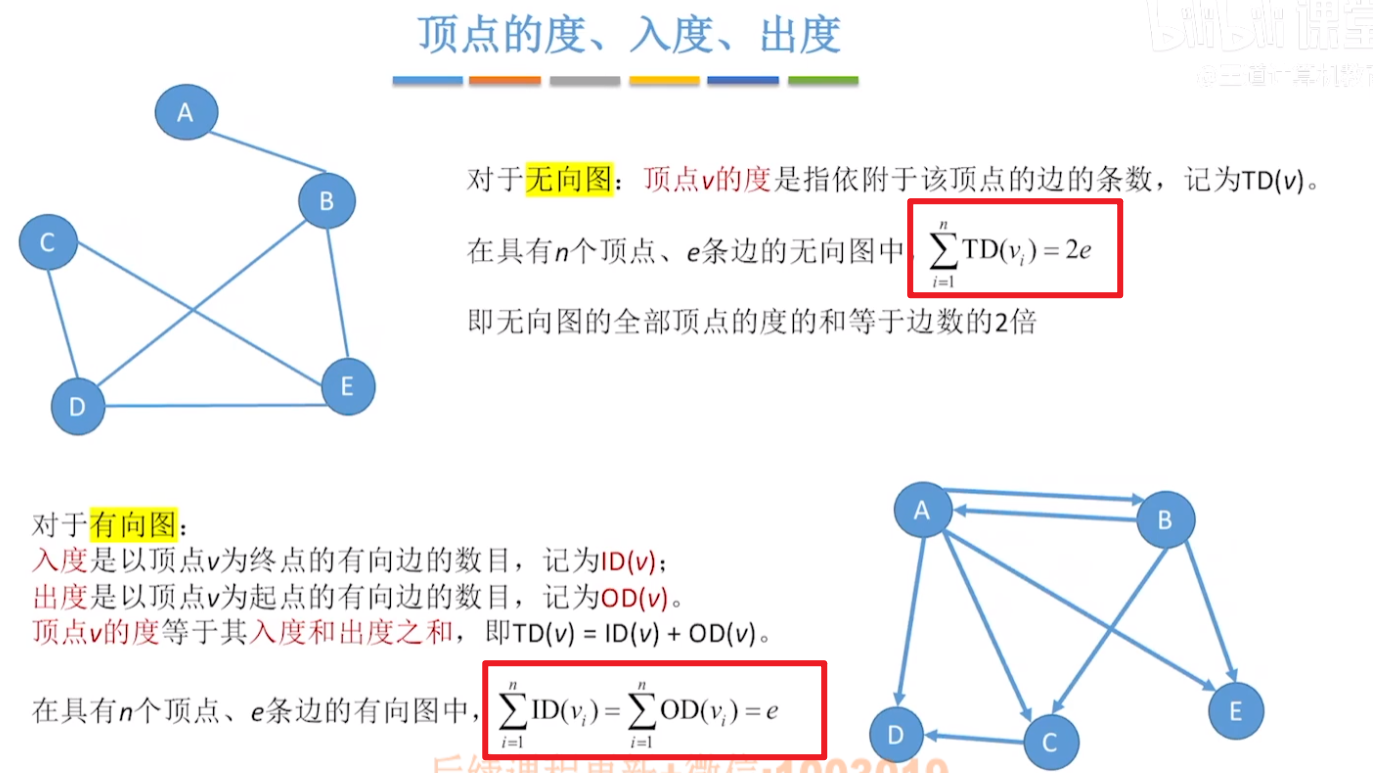 顶点的度、入度、出度
bilibili 课堂
A
B
C
D
E
对于无向图：顶点v的度是指依附于该顶点的边的条数，记为TD(v)。
在具有n个顶点、e条边的无向图中，∑_{i=1}^{n} TD(v_i) = 2e
即无向图的全部顶点的度的和等于边数的2倍
对于有向图：
入度是以顶点v为终点的有向边的数目，记为ID(v)；
出度是以顶点v为起点的有向边的数目，记为OD(v)。
顶点v的度等于其入度和出度之和，即TD(v) = ID(v) + OD(v)。
在具有n个顶点、e条边的有向图中，∑_{i=1}^{n} ID(v_i) = ∑_{i=1}^{n} OD(v_i) = e
A
B
C
D
E